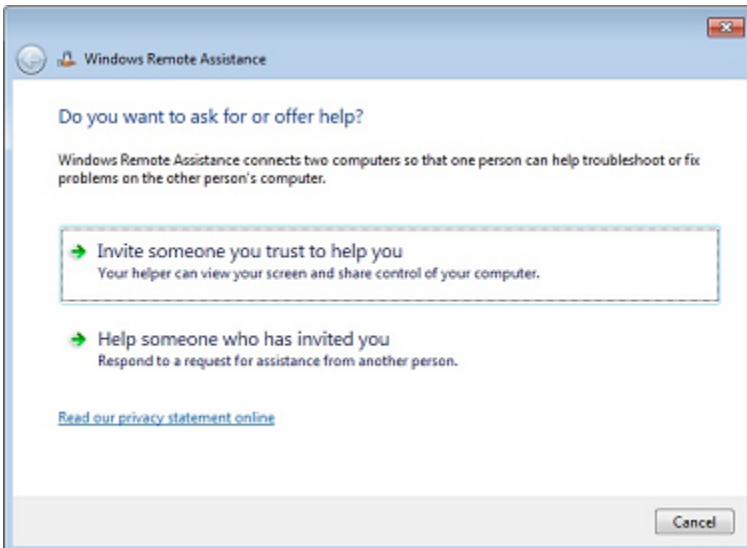 Windows Remote Assistance
Do you want to ask for or offer help?
Windows Remote Assistance connects two computers so that one person can help troubleshoot or fix
problems on the other person's computer.
Invite someone you trust to help you
Your helper can view your screen and share control of your computer.
Help someone who has invited you
Respond to a request for assistance from another person.
Read our privacy statement online
Cancel